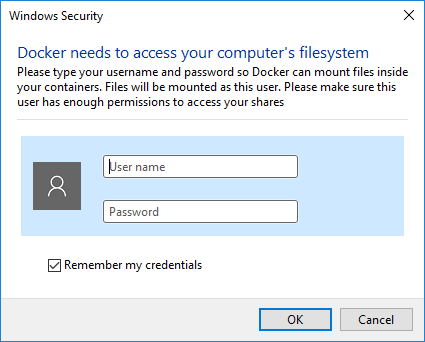 Windows Security
Docker needs to access your computer's filesystem
Please type your username and password so Docker can mount files inside
your containers. Files will be mounted as this user. Please make sure this
user has enough permissions to access your shares
User name
Password
Remember my credentials
OK
Cancel